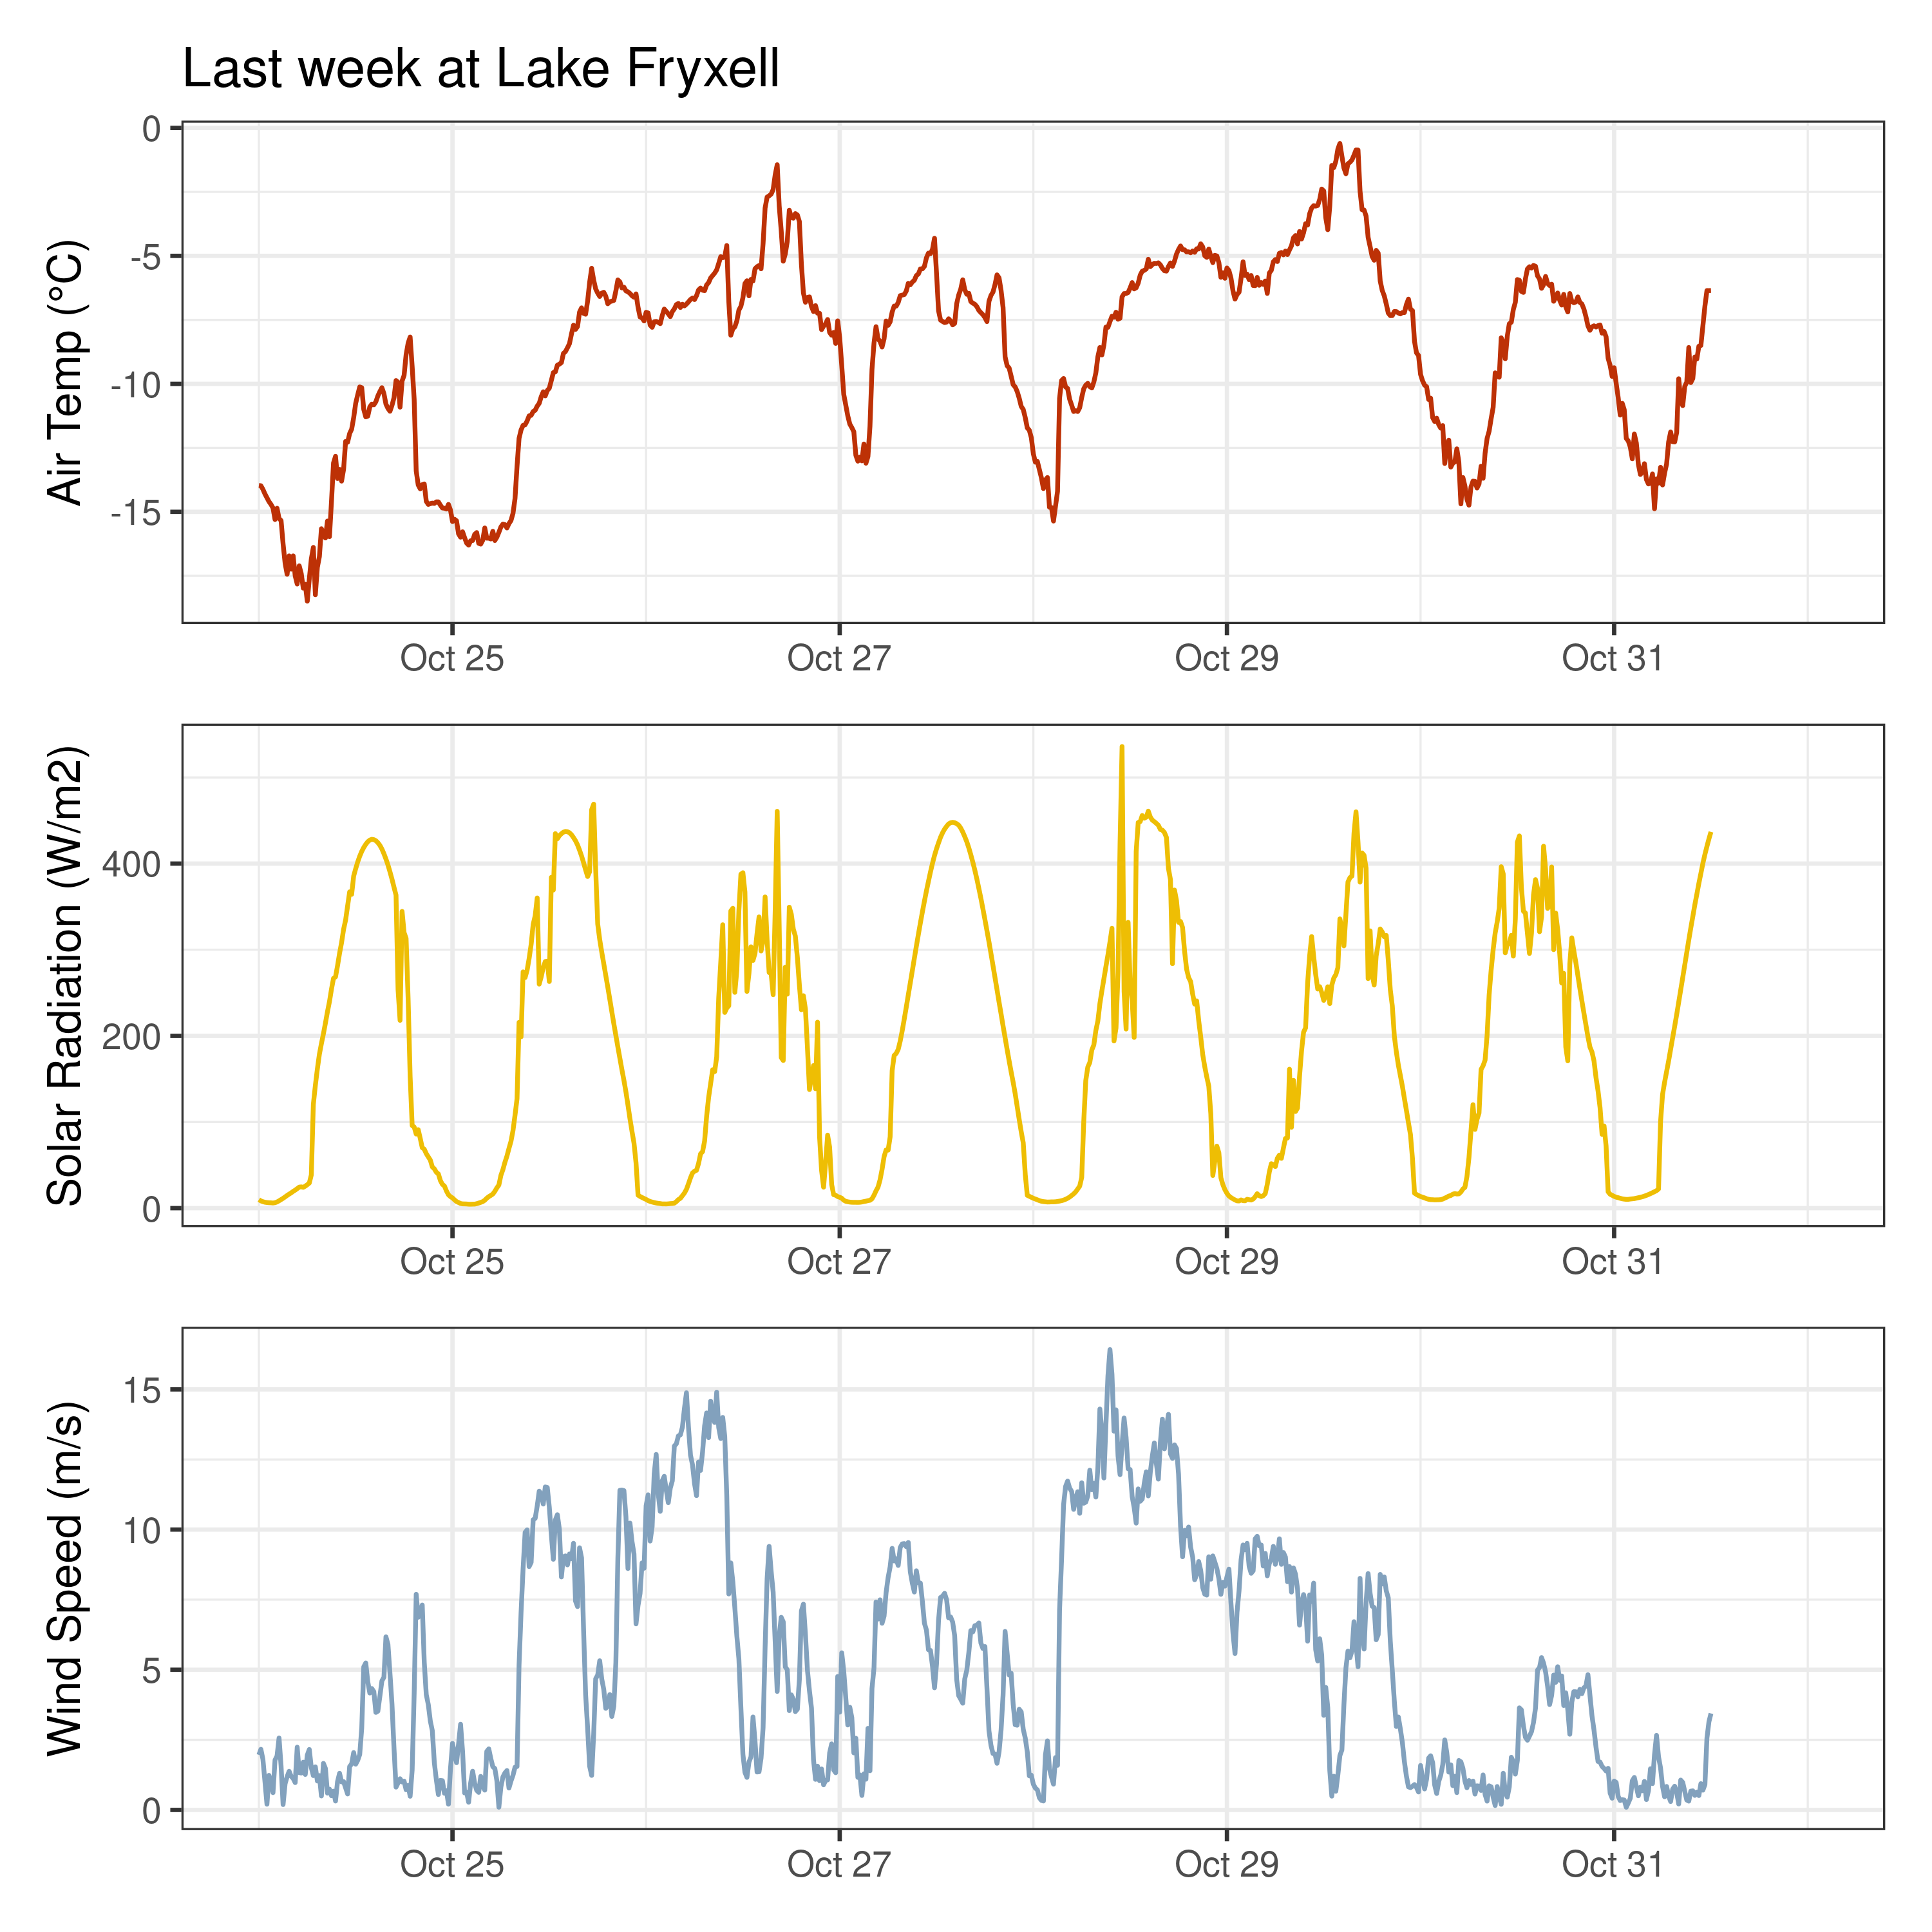 Last week at Lake Fryxell
Air Temp (°C)
0
-5
-10
-15
Oct 25 Oct 27 Oct 29 Oct 31
Solar Radiation (W/m2)
400
200
0
Oct 25 Oct 27 Oct 29 Oct 31
Wind Speed (m/s)
15
10
5
0
Oct 25 Oct 27 Oct 29 Oct 31